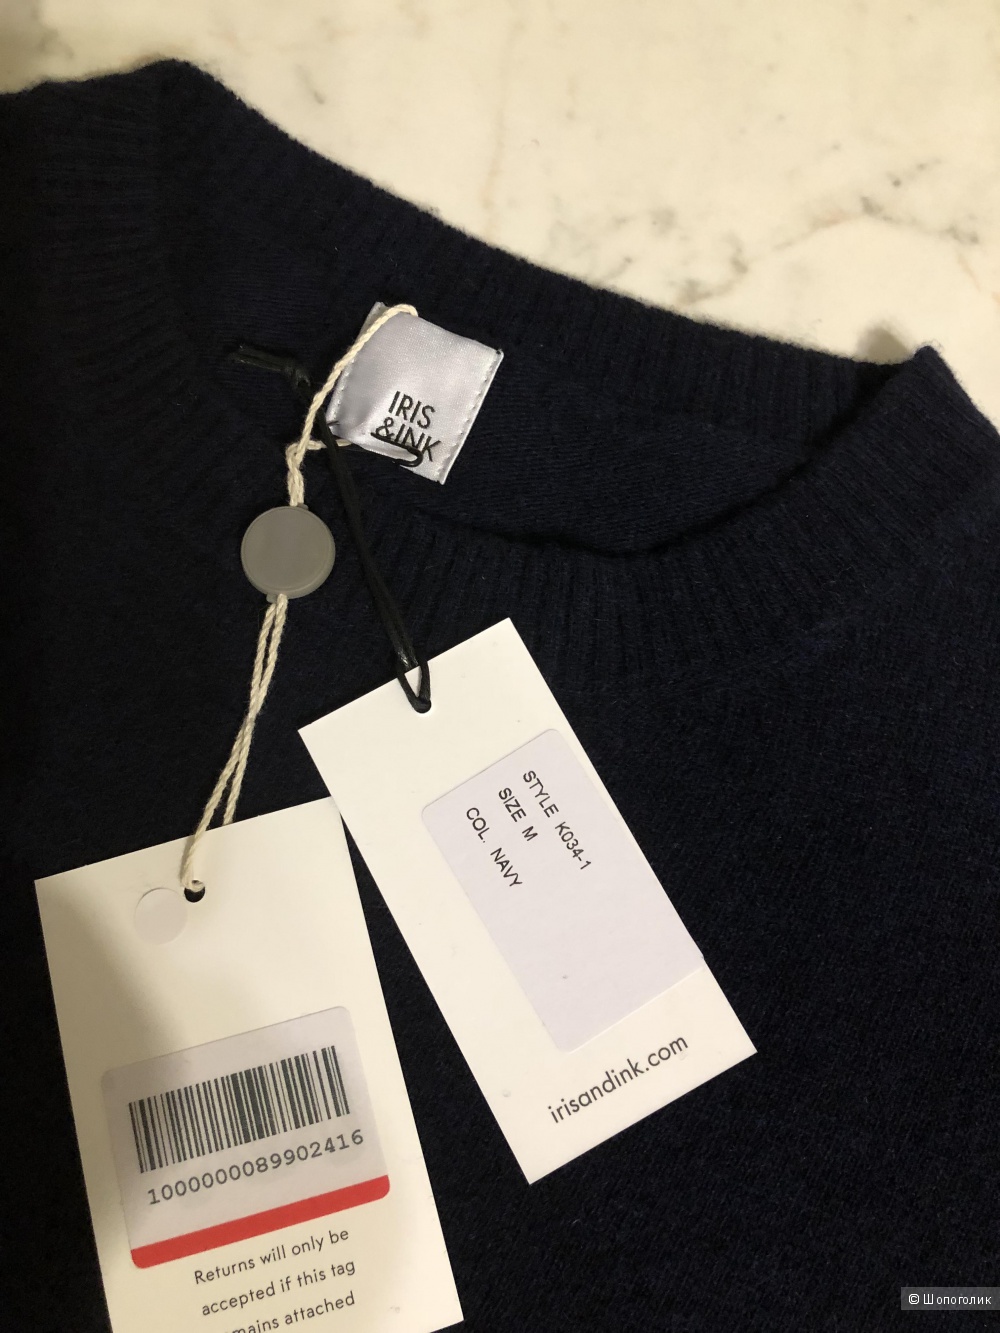 IRIS
&INK
STYLE K034-1
SIZE M
COL. NAVY
irisandink.com
1000000089902416
Returns will only be
accepted if this tag
mains attached
© Шопоголик